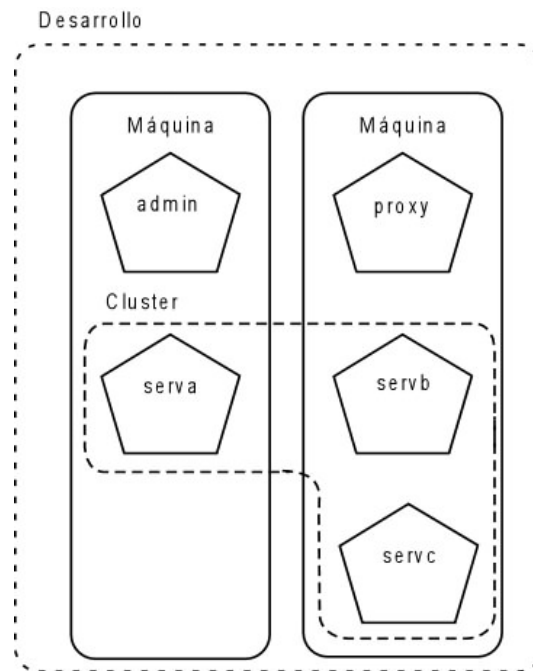 Desarrollo
Máquina
Máquina
admin
proxy
Cluster
serva
servb
servc